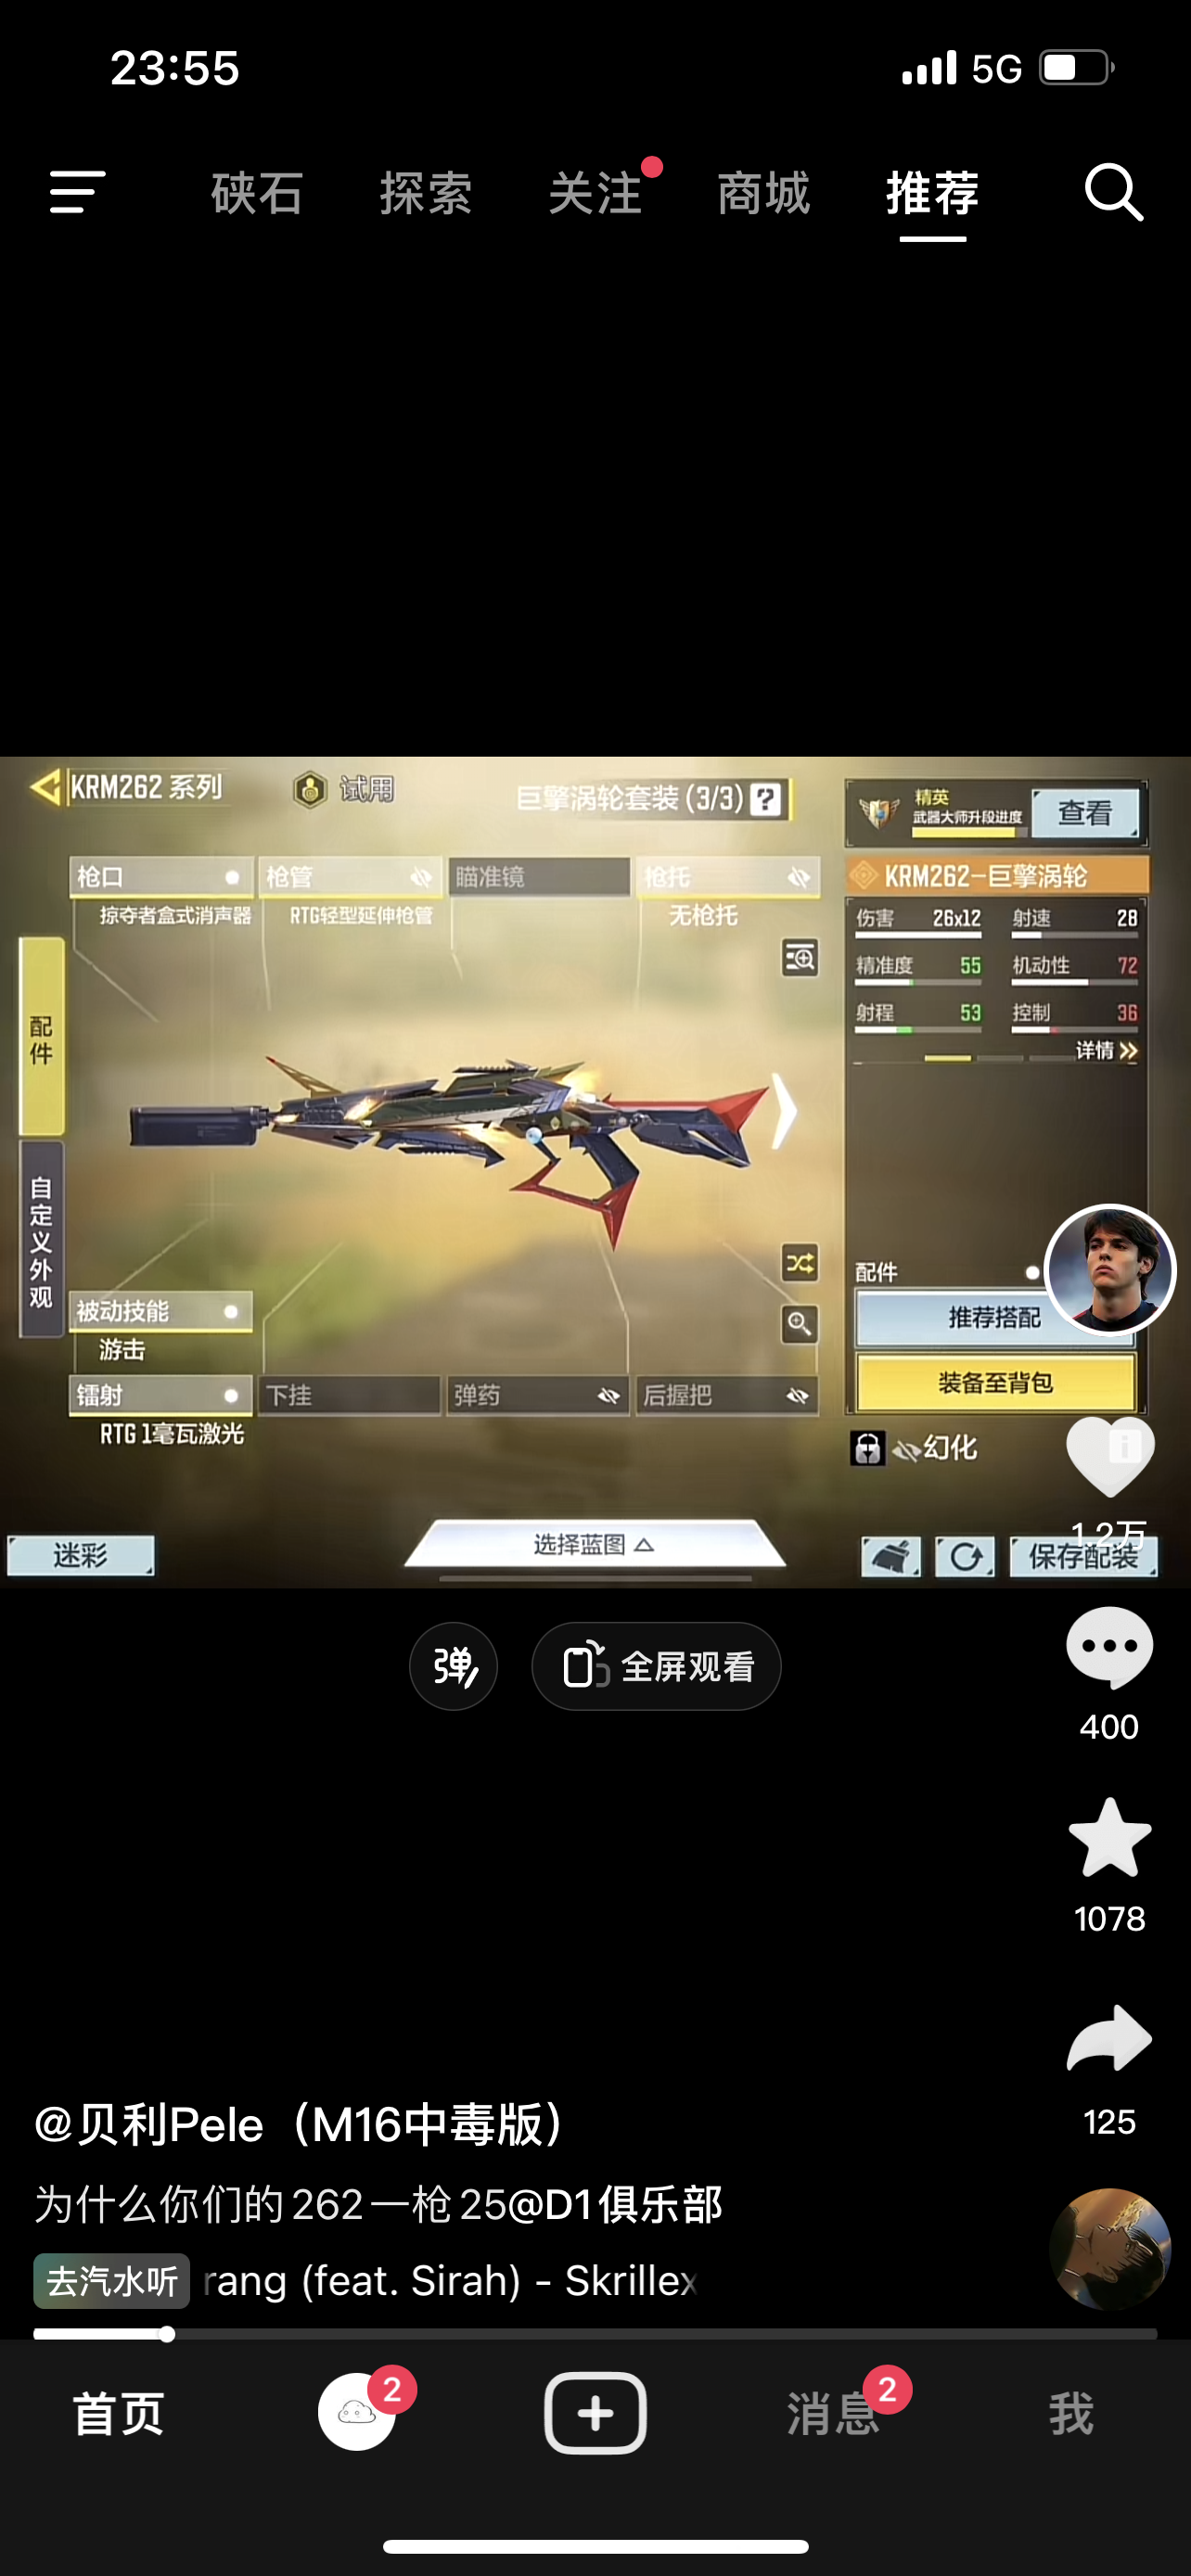 23:55
5G
硖石 探索 关注 商城 推荐
KRM262 系列
试用
巨擎涡轮套装 (3/3) ?
精英
武器大师升段进度
查看
枪口 枪管 瞄准镜 枪托
掠夺者盒式消声器 RTG轻型延伸枪管 无枪托
KRM262-巨擎涡轮
伤害 26x12 射速 28
精准度 55 机动性 72
射程 53 控制 36
详情
配件
自定义外观
被动技能
游击
镭射 下挂 弹药 后握把
RTG 1毫瓦激光
配件
推荐搭配
装备至背包
幻化
迷彩
选择蓝图
保存配装
1.2万
弹
全屏观看
400
1078
125
@贝利Pele（M16中毒版）
为什么你们的262一枪25@D1俱乐部
去汽水听 rang (feat. Sirah) - Skrillex
首页 2 消息 2 我